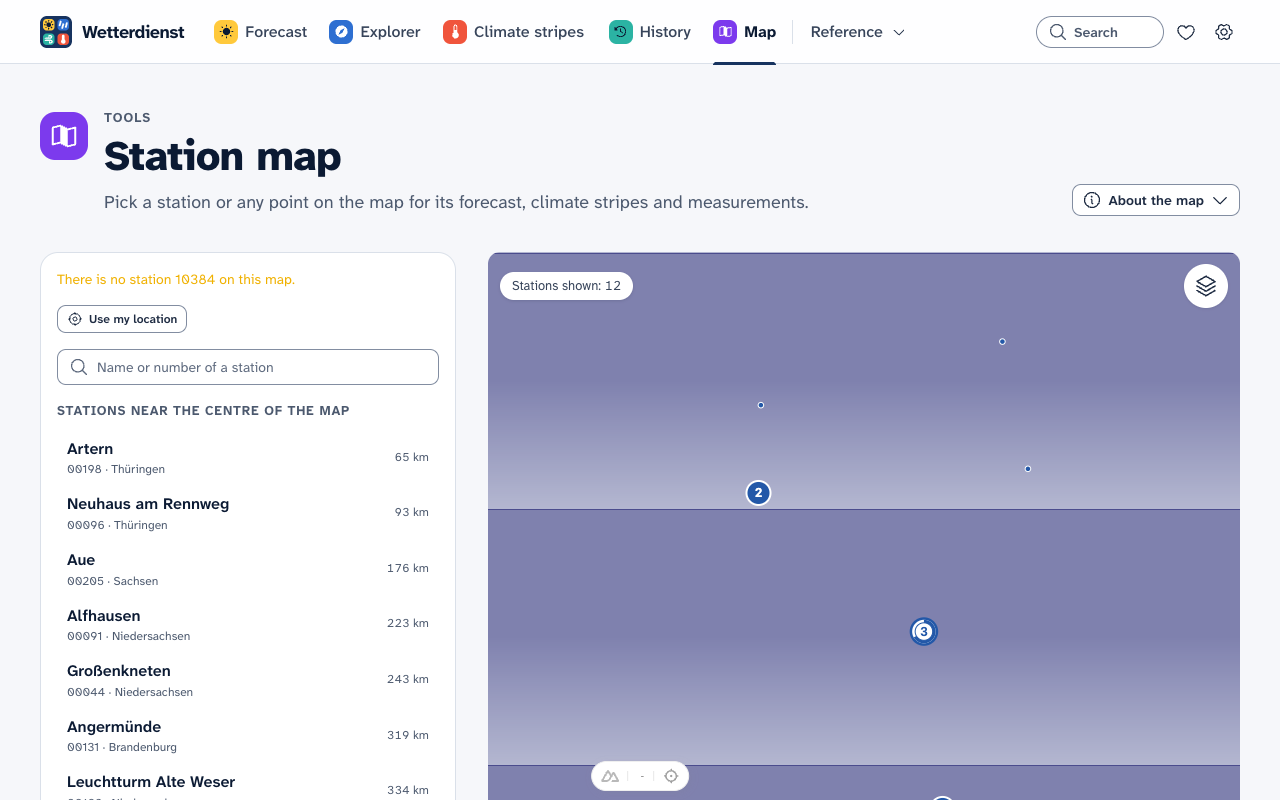 Wetterdienst
Forecast
Explorer
Climate stripes
History
Map
Reference
Search
TOOLS
Station map
Pick a station or any point on the map for its forecast, climate stripes and measurements.
About the map
There is no station 10384 on this map.
Use my location
Name or number of a station
STATIONS NEAR THE CENTRE OF THE MAP
Artern
65 km
00198 · Thüringen
Neuhaus am Rennweg
93 km
00096 · Thüringen
Aue
176 km
00205 · Sachsen
Alfhausen
223 km
00091 · Niedersachsen
Großenkneten
243 km
00044 · Niedersachsen
Angermünde
319 km
00131 · Brandenburg
Leuchtturm Alte Weser
334 km
Stations shown: 12
2
3
-